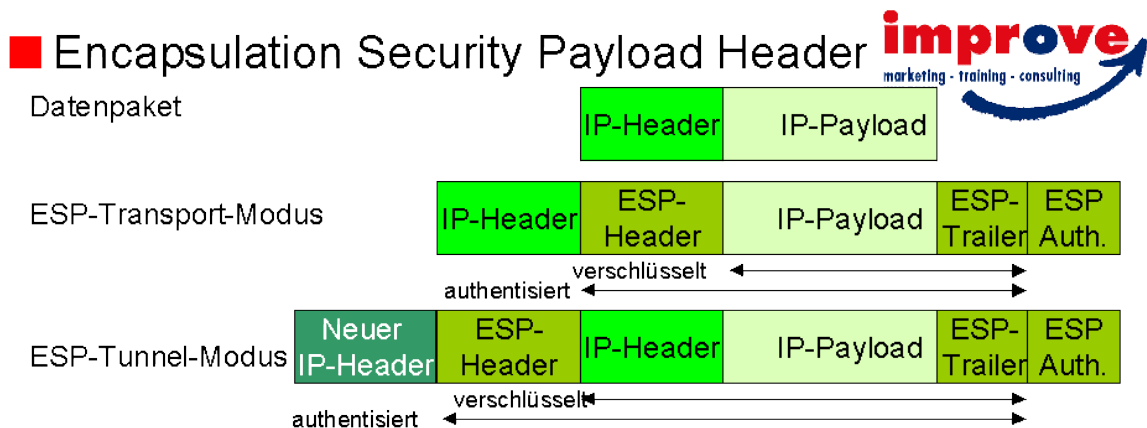 Encapsulation Security Payload Header
improve
marketing - training - consulting
Datenpaket
IP-Header
IP-Payload
ESP-Transport-Modus
IP-Header
ESP-
Header
IP-Payload
ESP-
Trailer
ESP
Auth.
verschlüsselt
authentisiert
ESP-Tunnel-Modus
Neuer
IP-Header
ESP-
Header
IP-Header
IP-Payload
ESP-
Trailer
ESP
Auth.
verschlüsselt
authentisiert